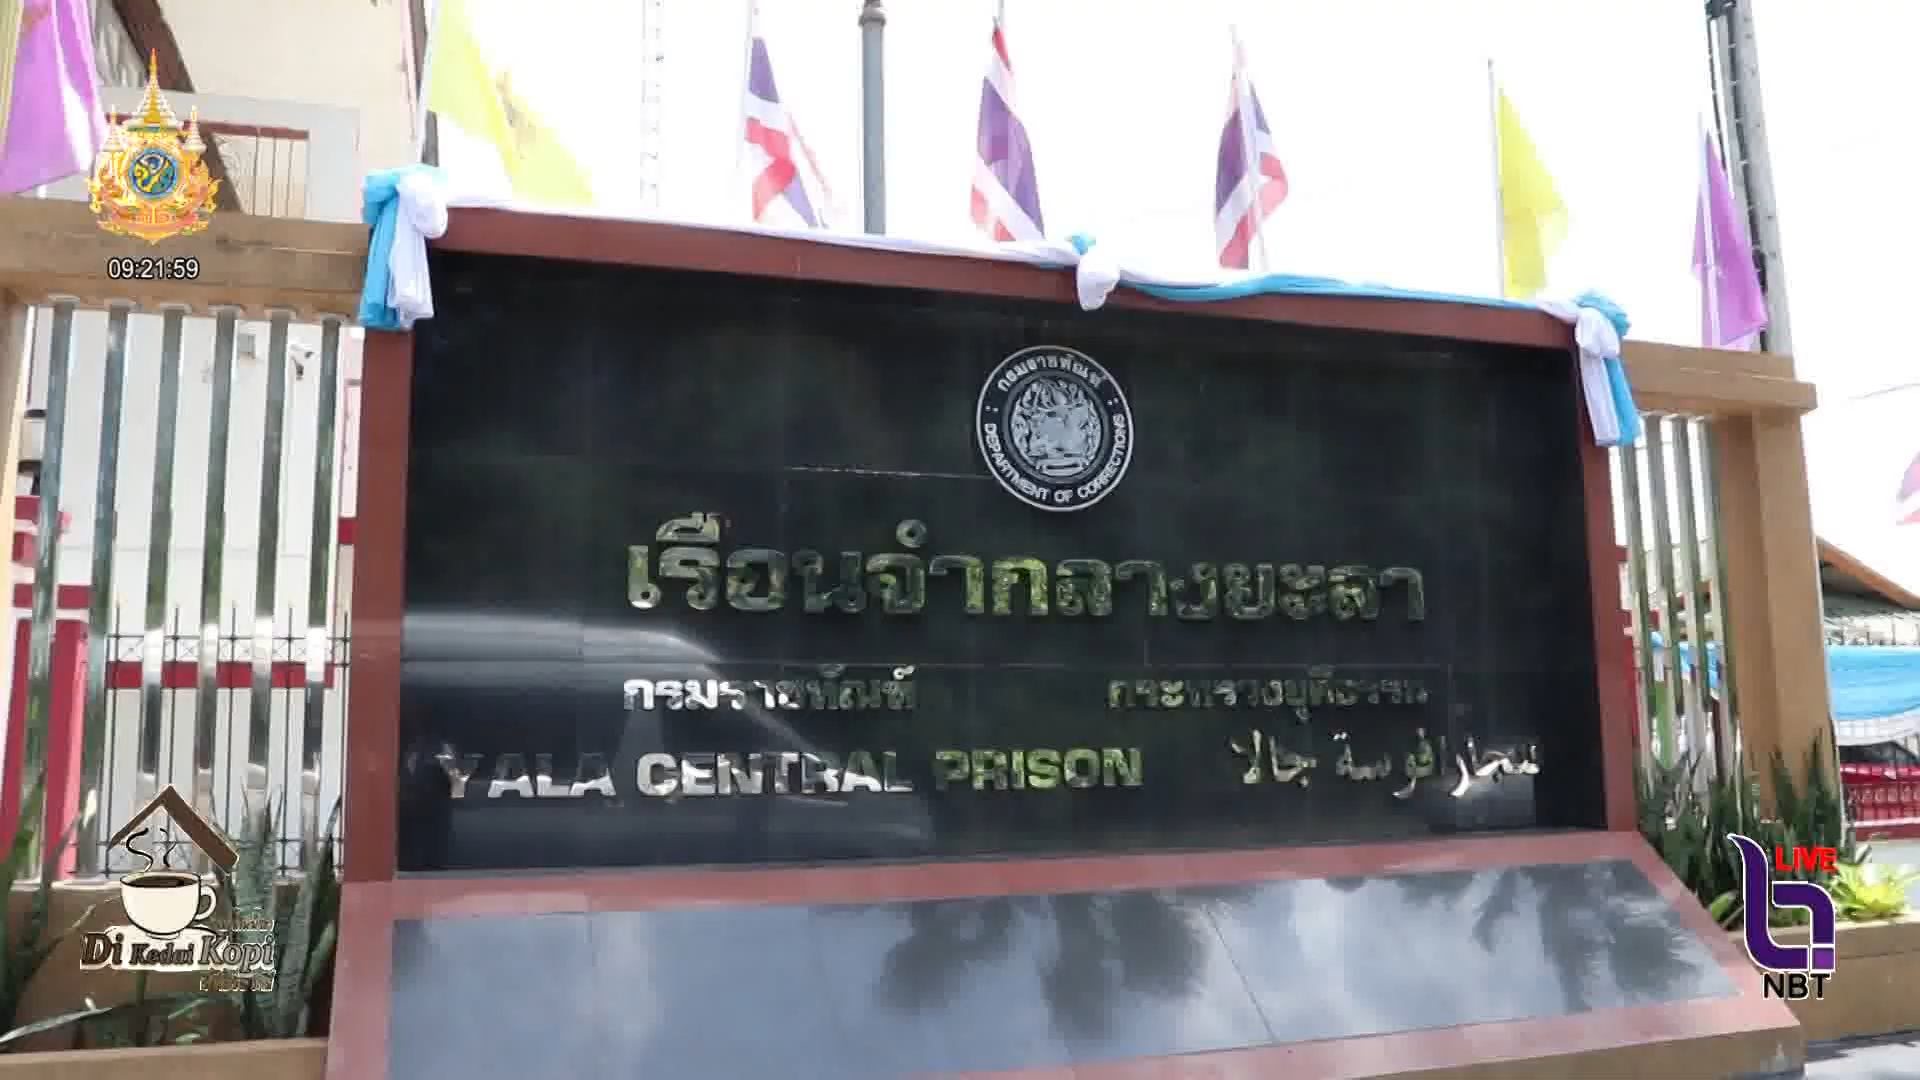 09:21:59
กรมราชทัณฑ์
DEPARTMENT OF CORRECTIONS
เรือนจำกลางยะลา
กรมราชทัณฑ์ กระทรวงยุติธรรม
YALA CENTRAL PRISON سجارافوسة جالا
Di Kedai Kopi
LIVE
NBT